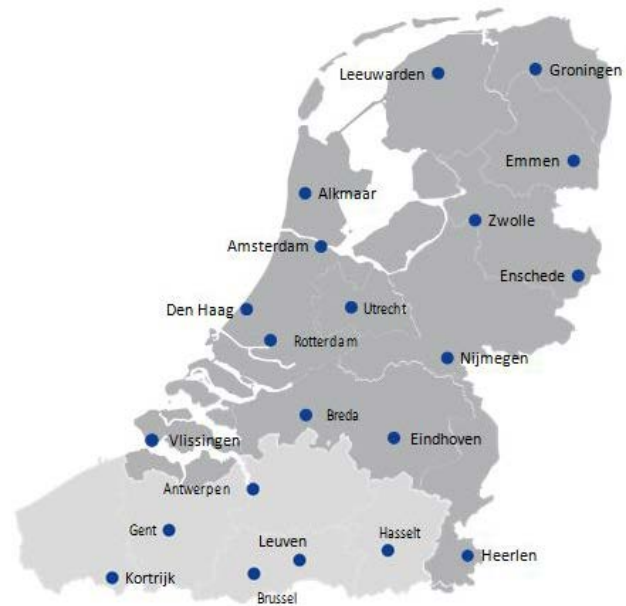 Leeuwarden
Groningen
Emmen
Alkmaar
Zwolle
Amsterdam
Enschede
Den Haag
Utrecht
Rotterdam
Nijmegen
Breda
Vlissingen
Eindhoven
Antwerpen
Gent
Leuven
Hasselt
Heerlen
Kortrijk
Brussel